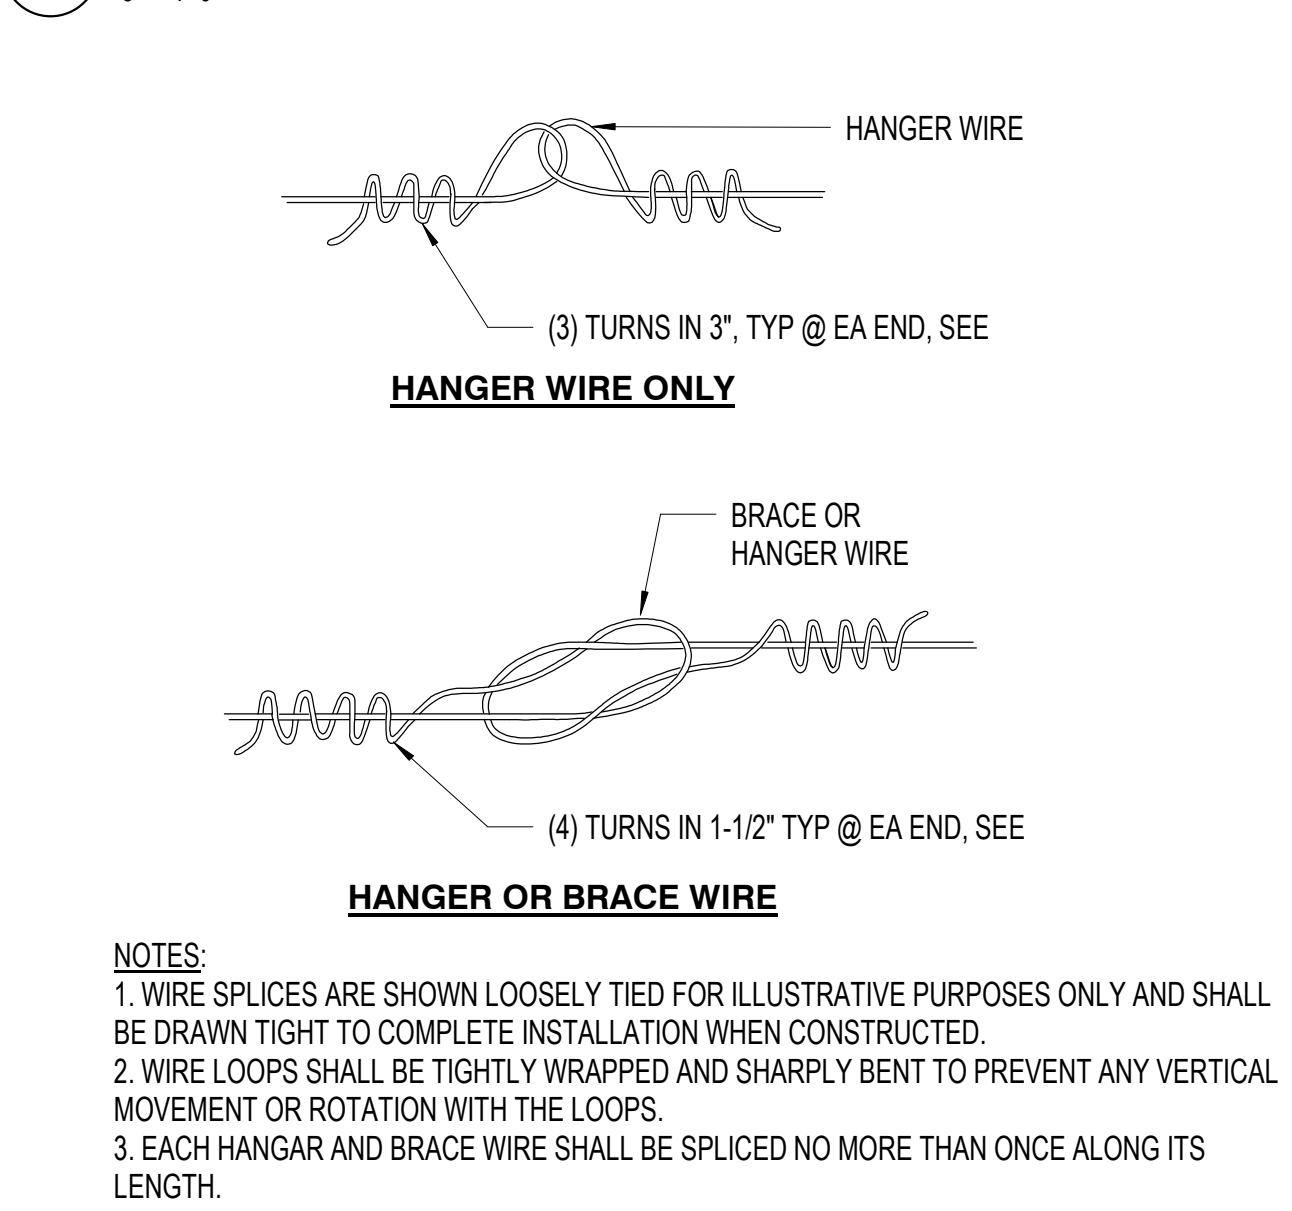 HANGER WIRE
(3) TURNS IN 3", TYP @ EA END, SEE
HANGER WIRE ONLY
BRACE OR
HANGER WIRE
(4) TURNS IN 1-1/2" TYP @ EA END, SEE
HANGER OR BRACE WIRE
NOTES:
1. WIRE SPLICES ARE SHOWN LOOSELY TIED FOR ILLUSTRATIVE PURPOSES ONLY AND SHALL
BE DRAWN TIGHT TO COMPLETE INSTALLATION WHEN CONSTRUCTED.
2. WIRE LOOPS SHALL BE TIGHTLY WRAPPED AND SHARPLY BENT TO PREVENT ANY VERTICAL
MOVEMENT OR ROTATION WITH THE LOOPS.
3. EACH HANGAR AND BRACE WIRE SHALL BE SPLICED NO MORE THAN ONCE ALONG ITS
LENGTH.